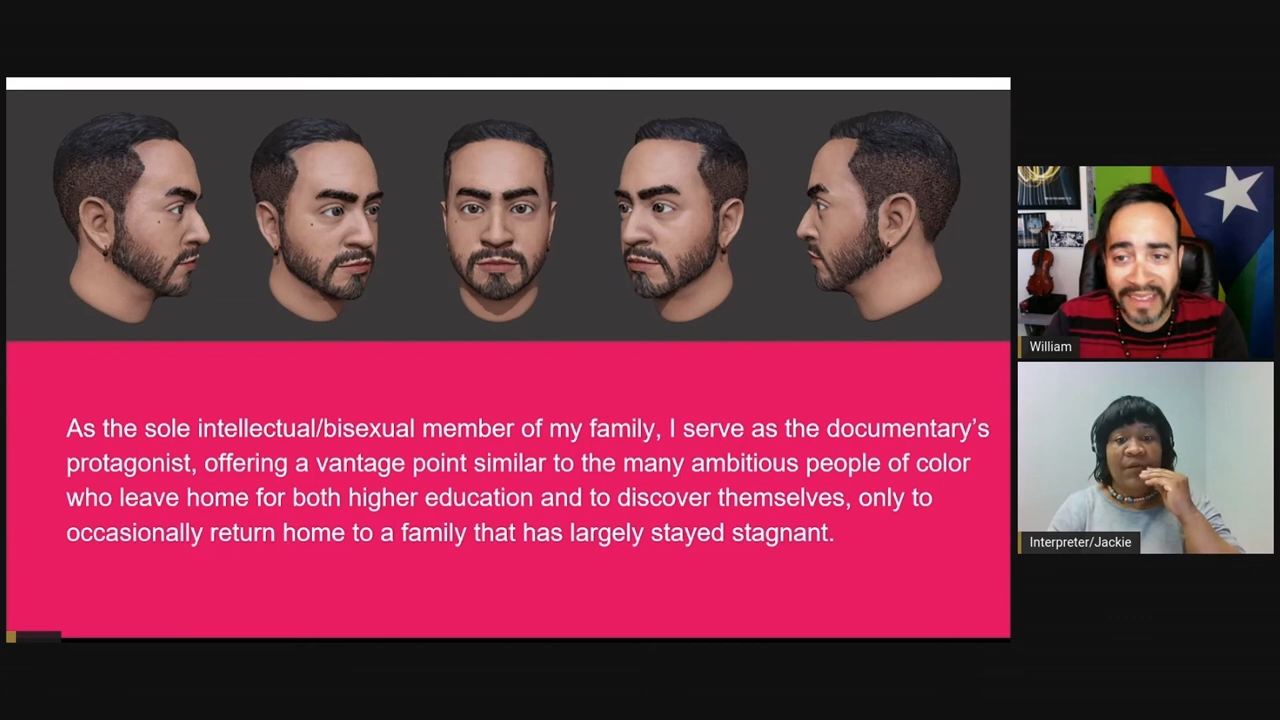 As the sole intellectual/bisexual member of my family, I serve as the documentary’s
protagonist, offering a vantage point similar to the many ambitious people of color
who leave home for both higher education and to discover themselves, only to
occasionally return home to a family that has largely stayed stagnant.
William
Interpreter/Jackie